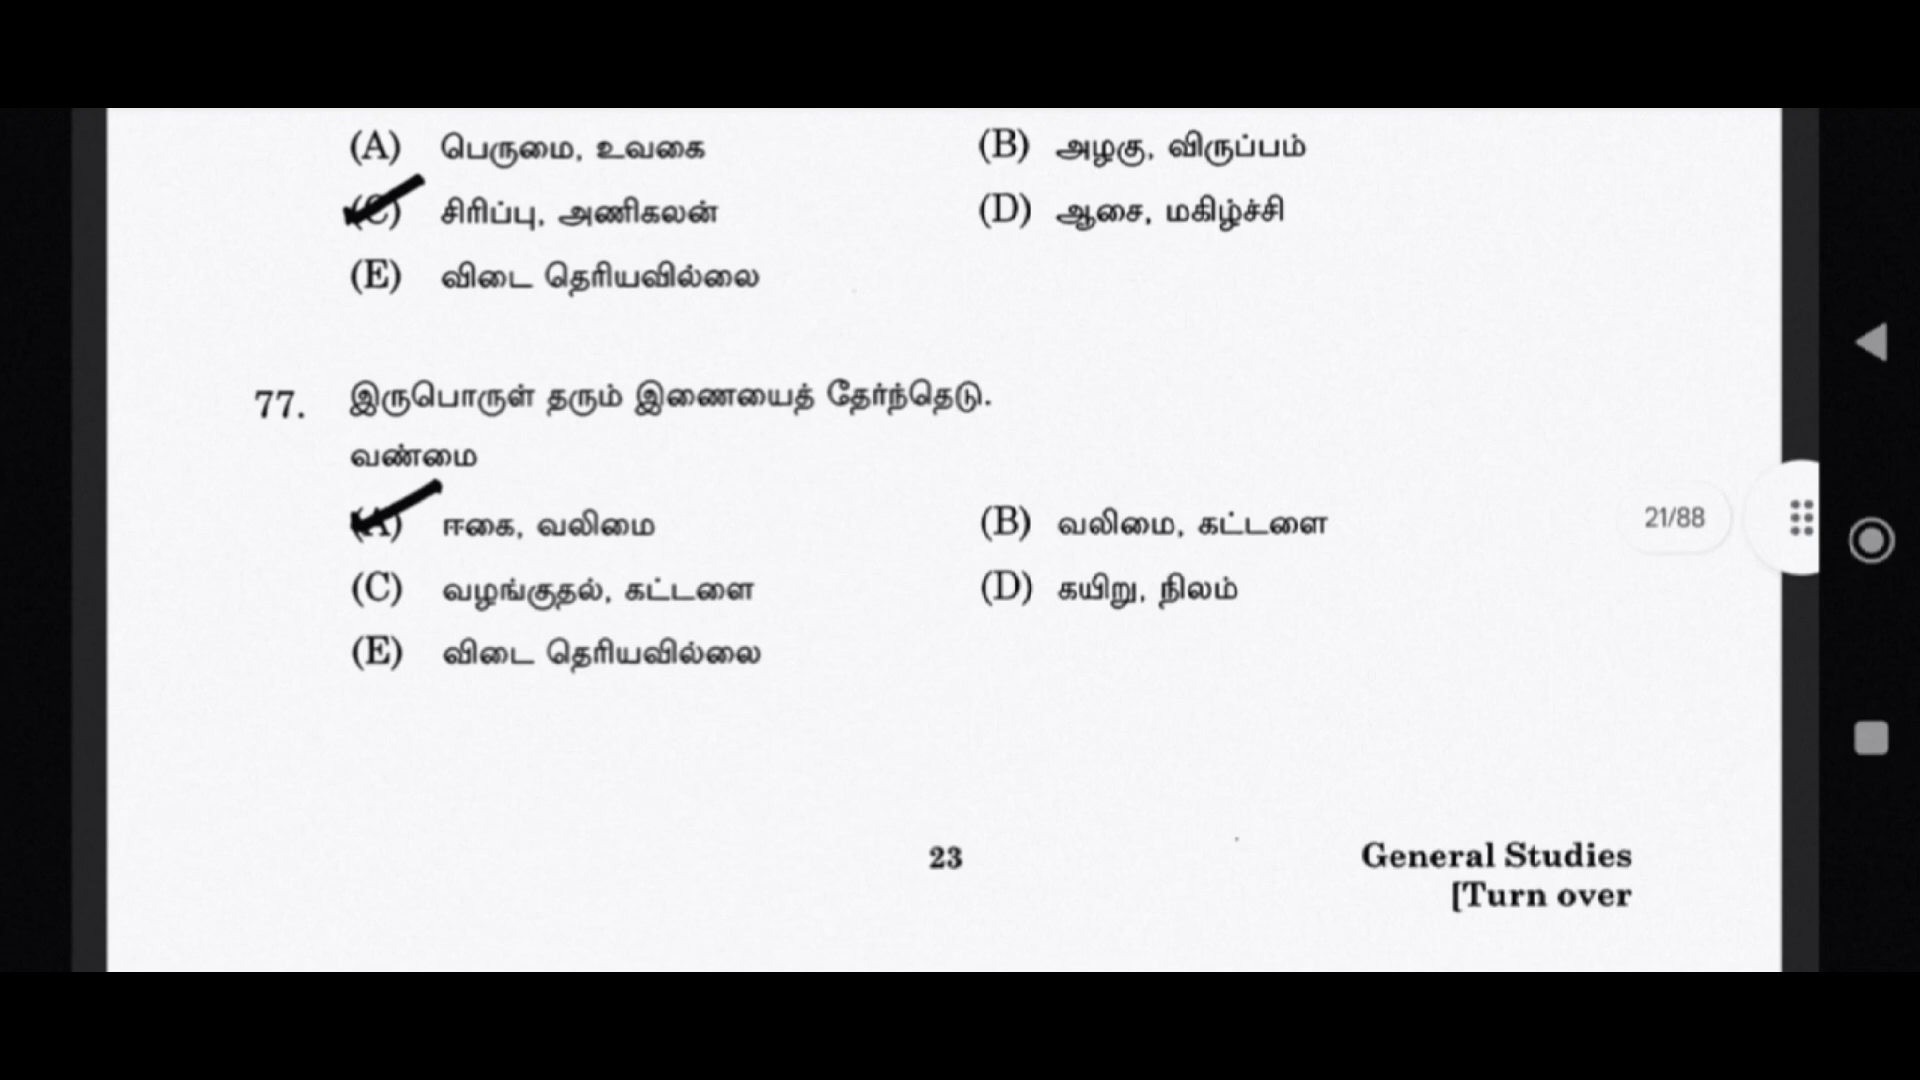 (A) பெருமை, உவகை (B) அழகு, விருப்பம்
(C) சிரிப்பு, அணிகலன் (D) ஆசை, மகிழ்ச்சி
(E) விடை தெரியவில்லை
77. இருபொருள் தரும் இணையைத் தேர்ந்தெடு.
வண்மை
(A) ஈகை, வலிமை (B) வலிமை, கட்டளை
21/88
(C) வழங்குதல், கட்டளை (D) கயிறு, நிலம்
(E) விடை தெரியவில்லை
23 General Studies
[Turn over